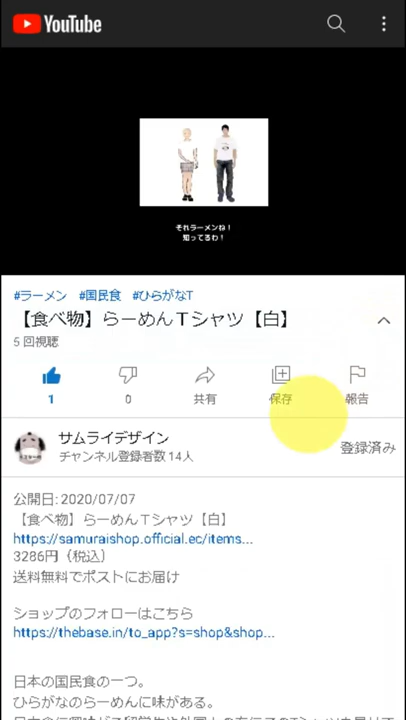 YouTube
それラーメンね！
知ってるわ！
#ラーメン #国民食 #ひらがなT
【食べ物】らーめんTシャツ【白】
5 回視聴
1 0 共有 保存 報告
サムライデザイン
チャンネル登録者数 14人
登録済み
公開日: 2020/07/07
【食べ物】らーめんTシャツ【白】
https://samuraishop.official.ec/items...
3286円（税込）
送料無料でポストにお届け
ショップのフォローはこちら
https://thebase.in/to_app?s=shop&shop...
日本の国民食の一つ。
ひらがなのらーめんに味がある。